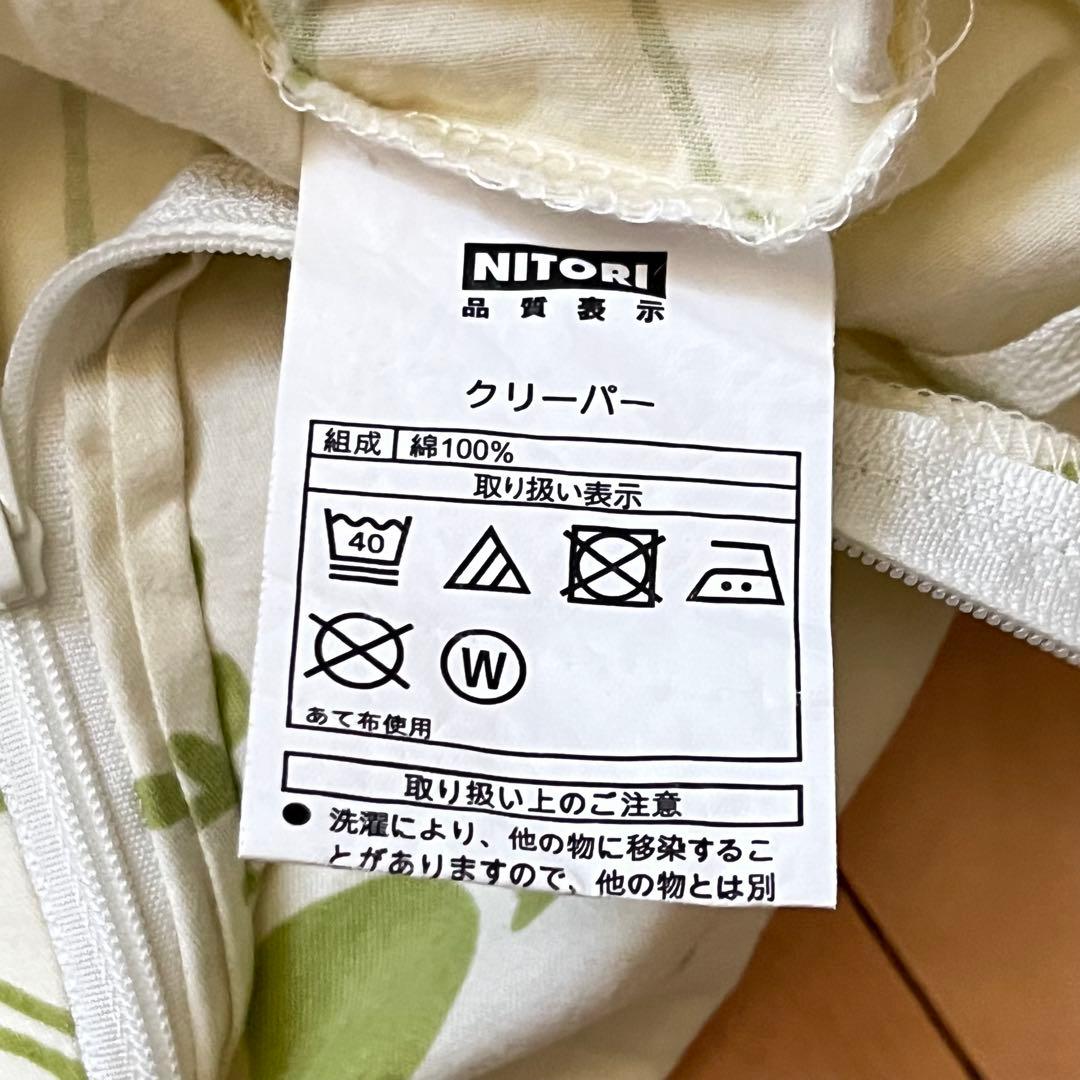 NITORI
品質表示
クリーパー
組成 綿100%
取り扱い表示
40
W
あて布使用
取り扱い上のご注意
● 洗濯により、他の物に移染するこ
とがありますので、他の物とは別